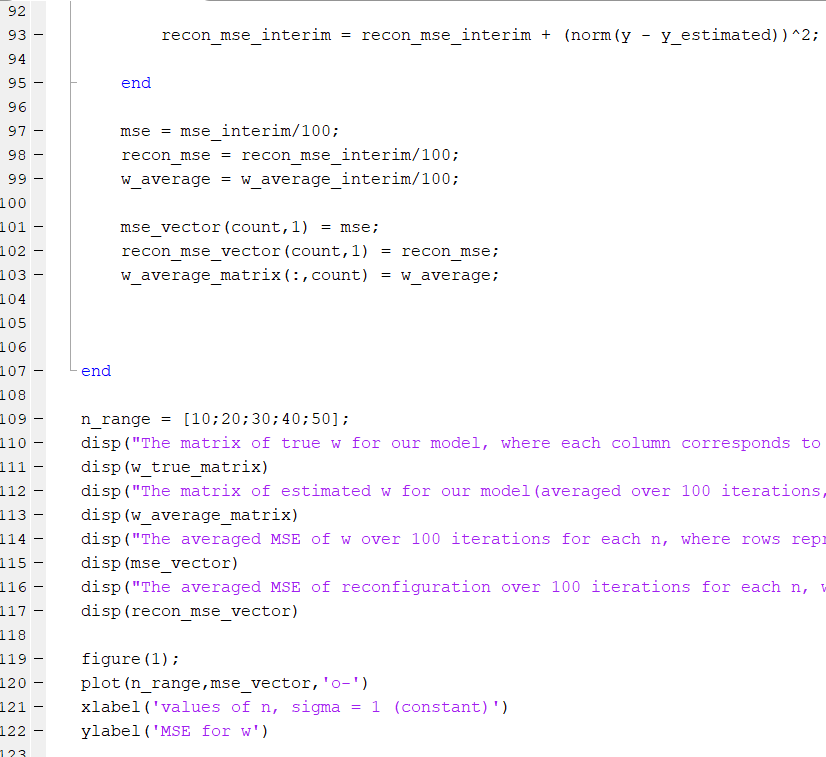 92
93 – recon_mse_interim = recon_mse_interim + (norm(y - y_estimated))^2;
94
95 – end
96
97 – mse = mse_interim/100;
98 – recon_mse = recon_mse_interim/100;
99 – w_average = w_average_interim/100;
100
101 – mse_vector(count,1) = mse;
102 – recon_mse_vector(count,1) = recon_mse;
103 – w_average_matrix(:,count) = w_average;
104
105
106
107 – end
108
109 – n_range = [10;20;30;40;50];
110 – disp("The matrix of true w for our model, where each column corresponds to
111 – disp(w_true_matrix)
112 – disp("The matrix of estimated w for our model(averaged over 100 iterations,
113 – disp(w_average_matrix)
114 – disp("The averaged MSE of w over 100 iterations for each n, where rows repr
115 – disp(mse_vector)
116 – disp("The averaged MSE of reconfiguration over 100 iterations for each n,
117 – disp(recon_mse_vector)
118
119 – figure(1);
120 – plot(n_range,mse_vector,'o-')
121 – xlabel('values of n, sigma = 1 (constant)')
122 – ylabel('MSE for w')
123